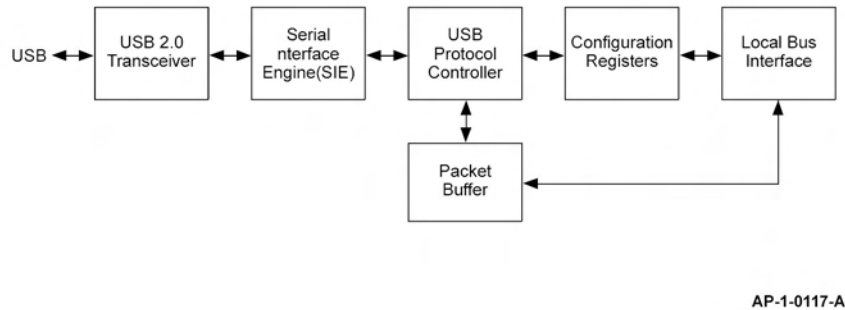 USB
USB 2.0
Transceiver
Serial
nterface
Engine(SIE)
USB
Protocol
Controller
Configuration
Registers
Local Bus
Interface
Packet
Buffer
AP-1-0117-A